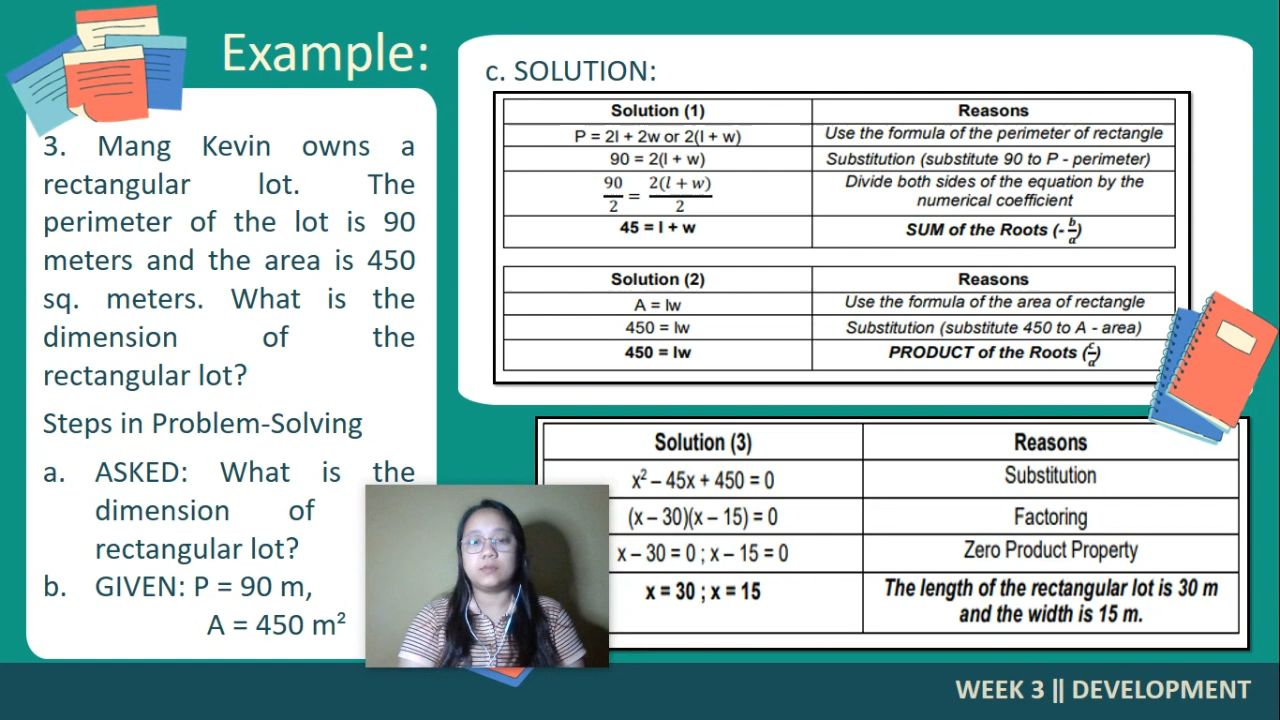 Example:
3. Mang Kevin owns a
rectangular lot. The
perimeter of the lot is 90
meters and the area is 450
sq. meters. What is the
dimension of the
rectangular lot?
Steps in Problem-Solving
a. ASKED: What is the
dimension of
rectangular lot?
b. GIVEN: P = 90 m,
A = 450 m²
c. SOLUTION:
Solution (1) Reasons
P = 2l + 2w or 2(l + w) Use the formula of the perimeter of rectangle
90 = 2(l + w) Substitution (substitute 90 to P - perimeter)
90/2 = 2(l + w)/2 Divide both sides of the equation by the
numerical coefficient
45 = l + w SUM of the Roots (- b/a)
Solution (2) Reasons
A = lw Use the formula of the area of rectangle
450 = lw Substitution (substitute 450 to A - area)
450 = lw PRODUCT of the Roots (c/a)
Solution (3) Reasons
x² – 45x + 450 = 0 Substitution
(x – 30)(x – 15) = 0 Factoring
x – 30 = 0 ; x – 15 = 0 Zero Product Property
x = 30 ; x = 15 The length of the rectangular lot is 30 m
and the width is 15 m.
WEEK 3 || DEVELOPMENT